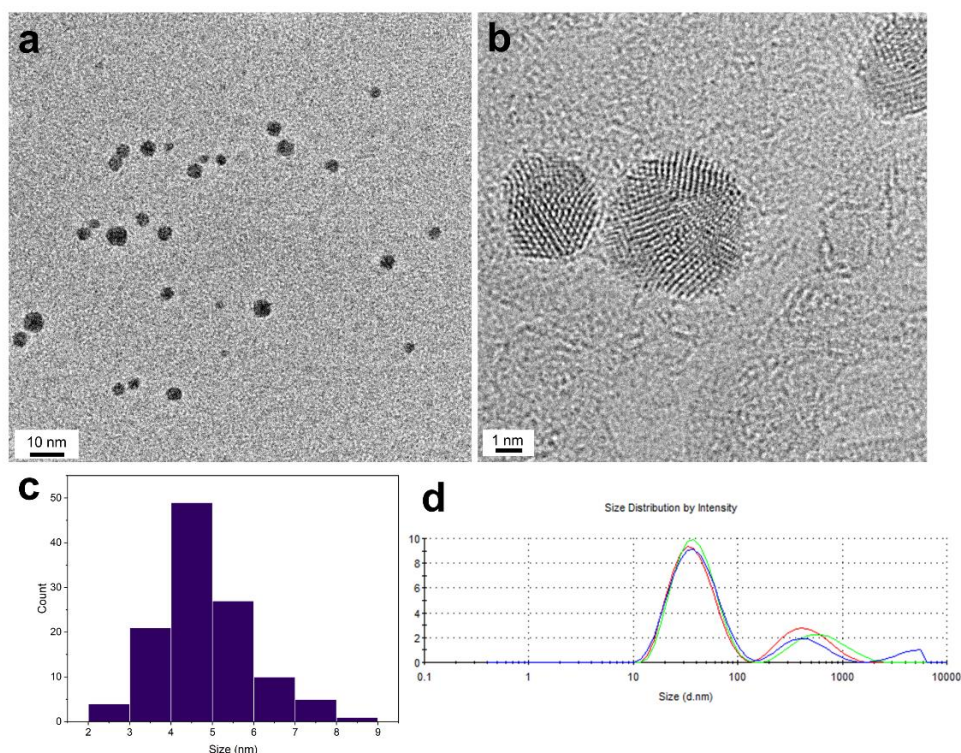 a
b
10 nm
1 nm
c
50
40
30
20
10
0
Count
2 3 4 5 6 7 8 9
Size (nm)
d
Size Distribution by Intensity
10
8
6
4
2
0
0.1 1 10 100 1000 10000
Size (d.nm)